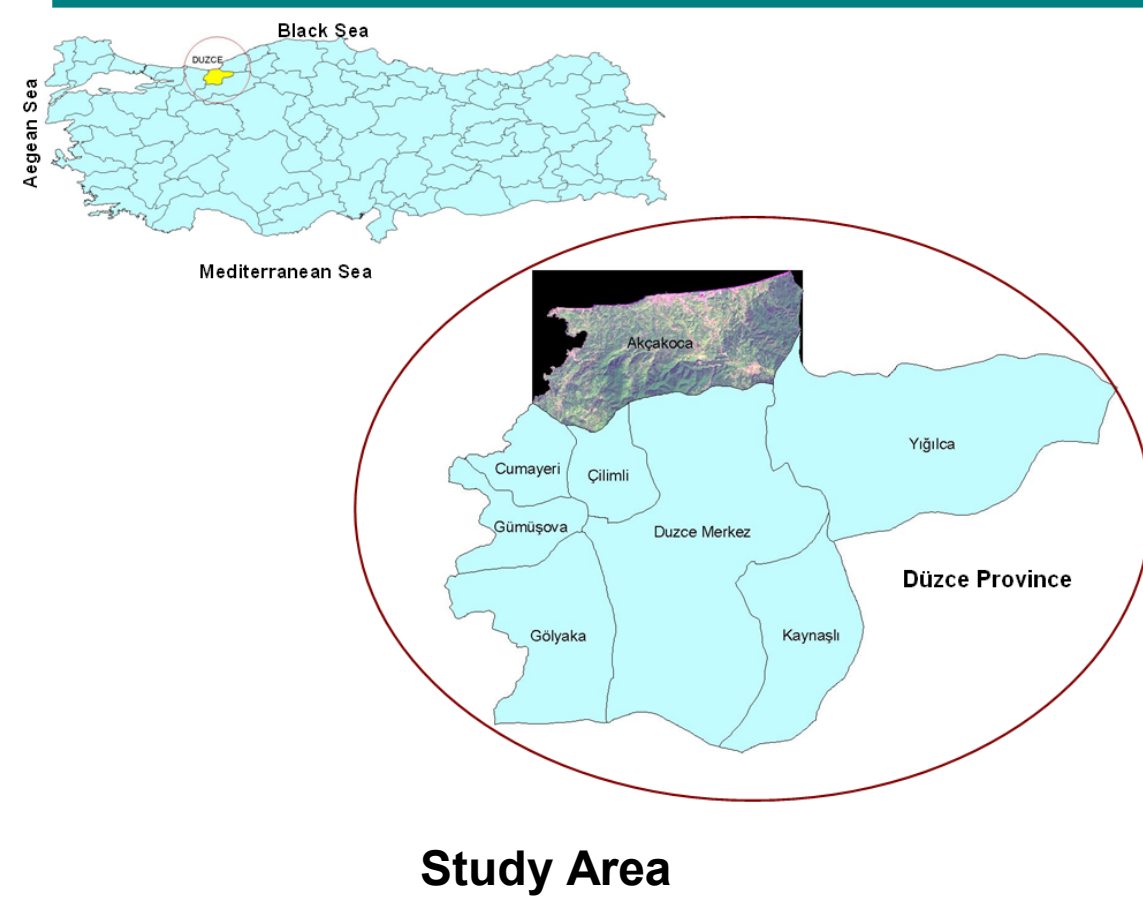 Black Sea
DUZCE
Aegean Sea
Mediterranean Sea
Akçakoca
Yığılca
Cumayeri
Çilimli
Gümüşova
Duzce Merkez
Düzce Province
Gölyaka
Kaynaşlı
Study Area